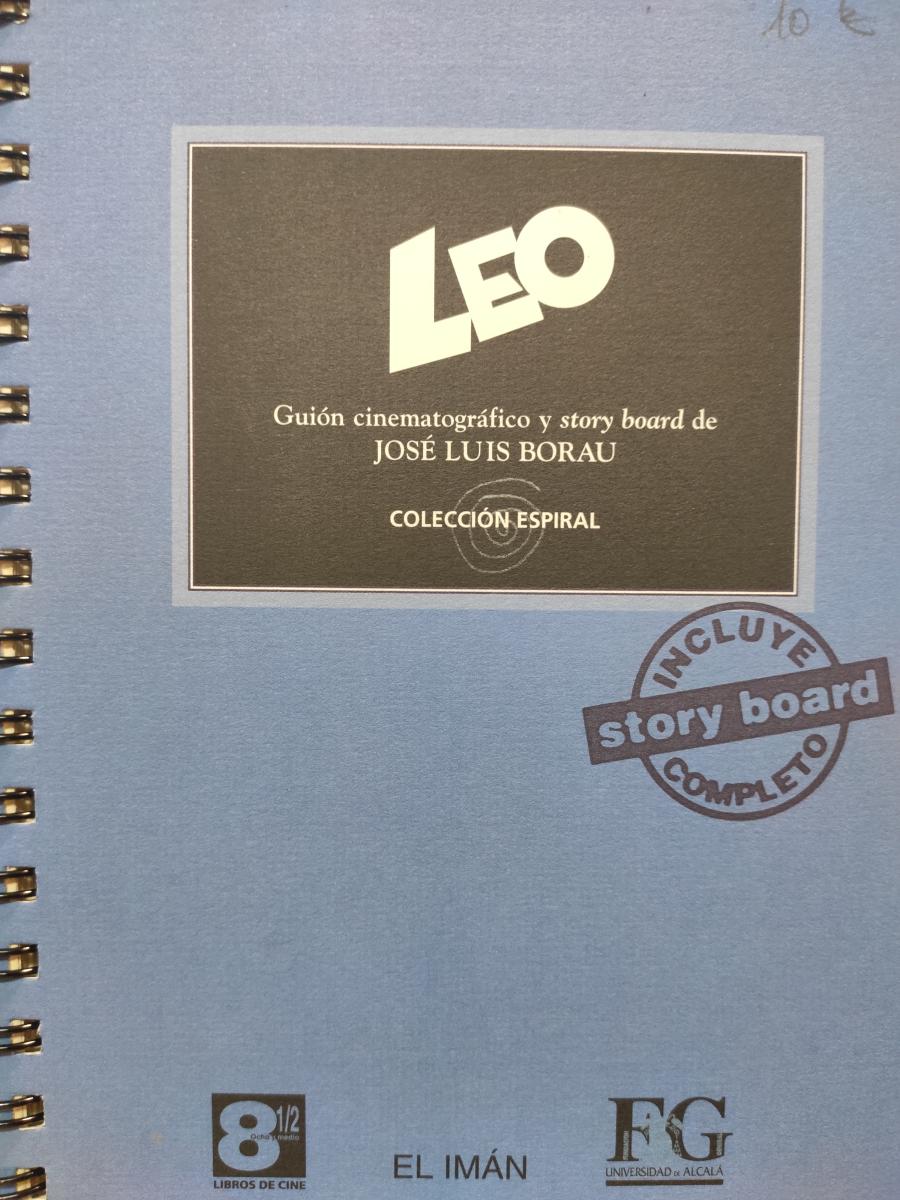 10 €
LEO
Guión cinematográfico y story board de
JOSÉ LUIS BORAU
COLECCIÓN ESPIRAL
INCLUYE
story board
COMPLETO
8 1/2
Ocho y medio
LIBROS DE CINE
EL IMÁN
FG
UNIVERSIDAD DE ALCALÁ